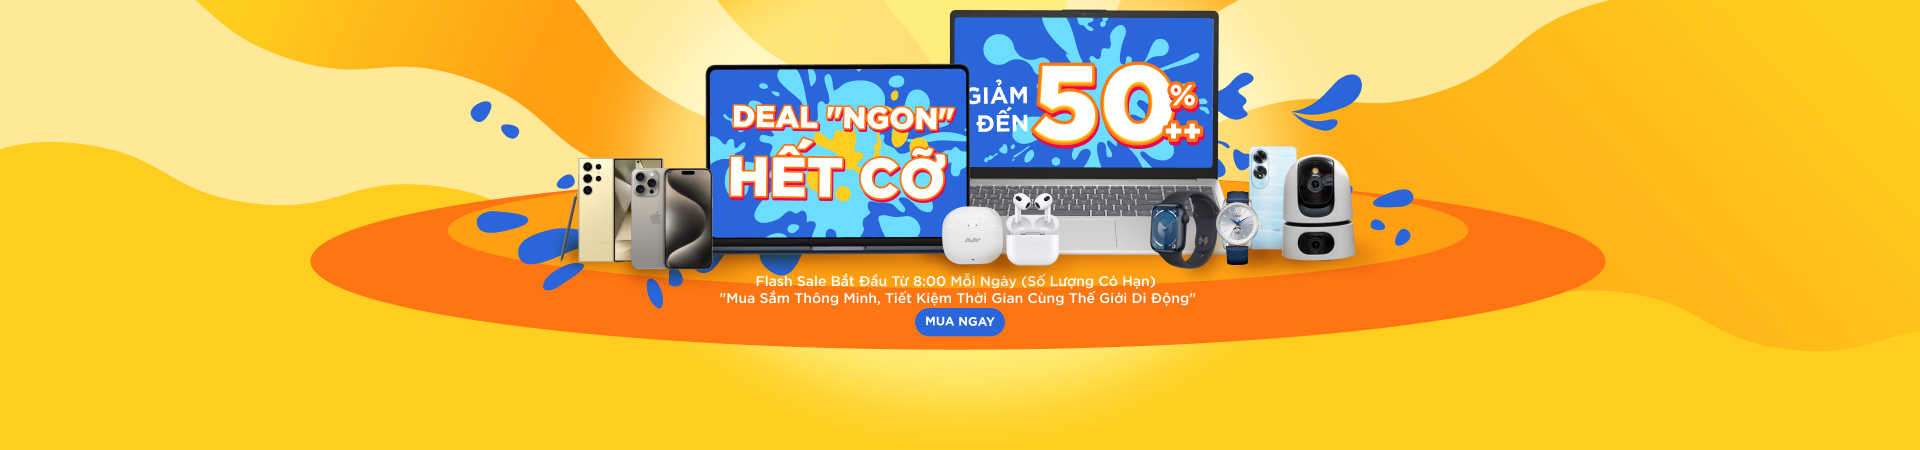 DEAL "NGON"
HẾT CỠ
GIẢM
ĐẾN
50%++
Flash Sale Bắt Đầu Từ 8:00 Mỗi Ngày (Số Lượng Có Hạn)
"Mua Sắm Thông Minh, Tiết Kiệm Thời Gian Cùng Thế Giới Di Động"
MUA NGAY